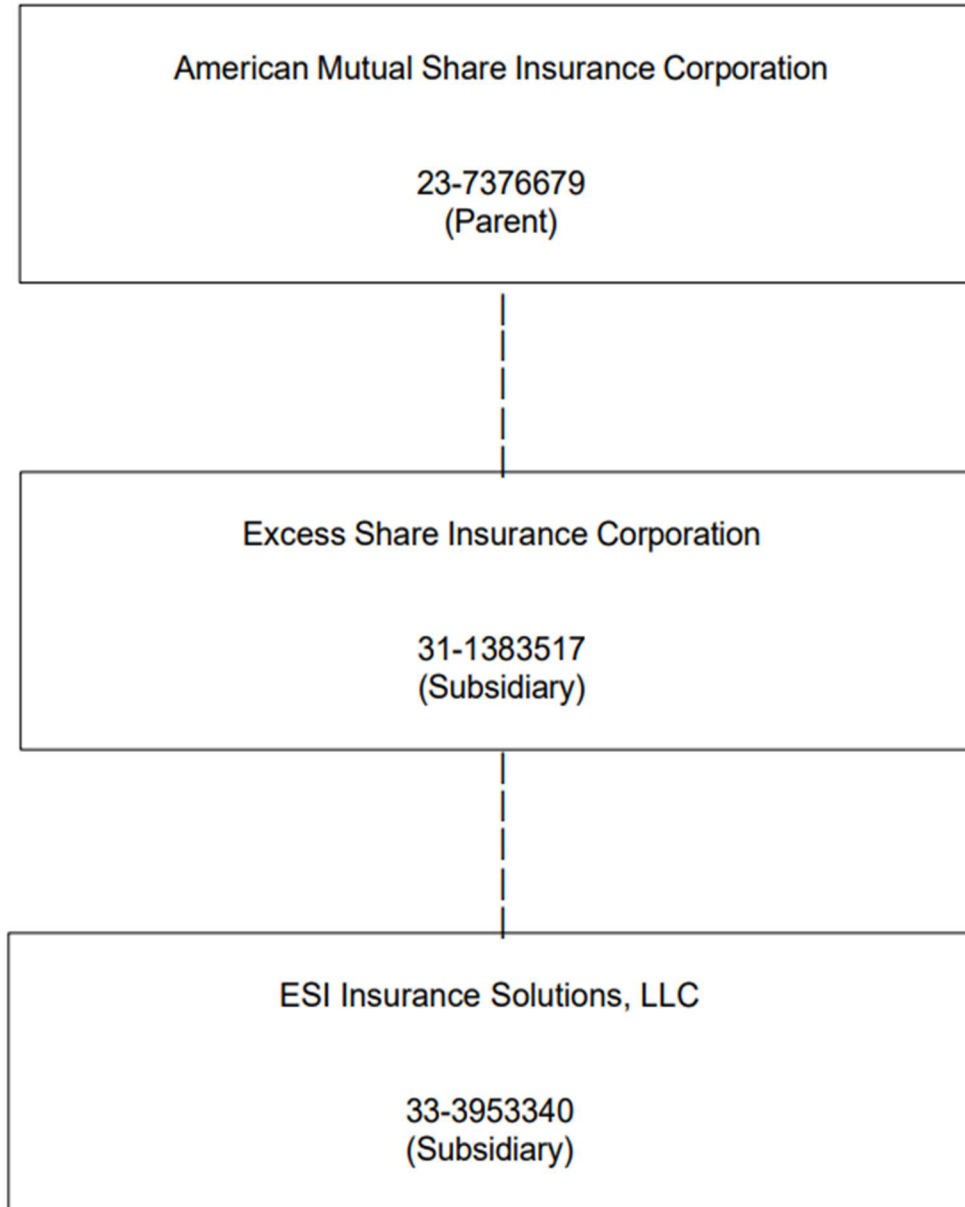 American Mutual Share Insurance Corporation
23-7376679
(Parent)
Excess Share Insurance Corporation
31-1383517
(Subsidiary)
ESI Insurance Solutions, LLC
33-3953340
(Subsidiary)